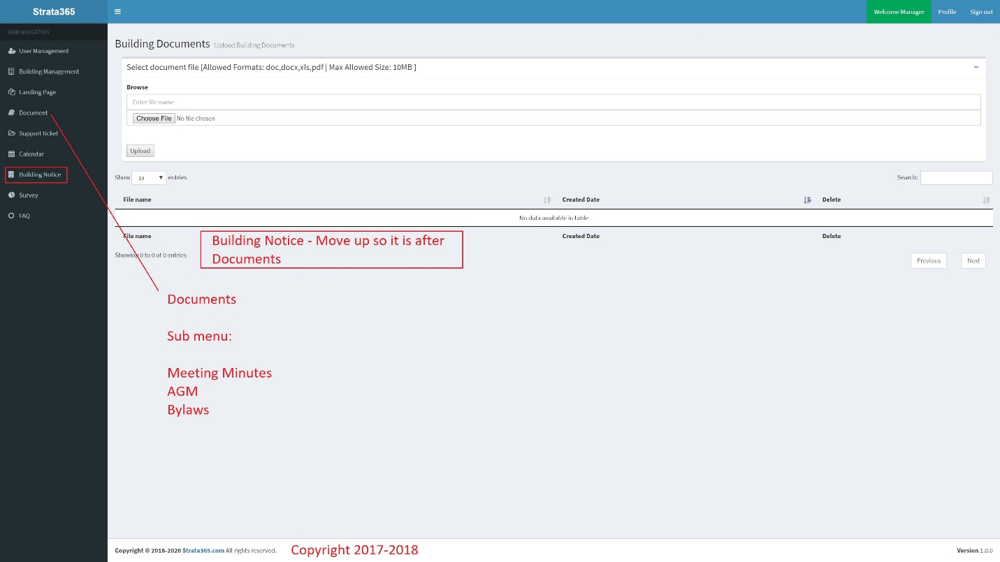 Strata365
Welcome Manager
Profile
Sign out
MAIN NAVIGATION
User Management
Building Management
Landing Page
Document
Support ticket
Calendar
Building Notice
Survey
FAQ
Building Documents Upload Building Documents
Select document file [Allowed Formats: doc,docx,xls,pdf | Max Allowed Size: 10MB ]
Browse
Enter file name
Choose File No file chosen
Upload
Show 10 entries
Search:
File name Created Date Delete
No data available in table
File name Created Date Delete
Showing 0 to 0 of 0 entries
Previous Next
Building Notice - Move up so it is after
Documents
Documents
Sub menu:
Meeting Minutes
AGM
Bylaws
Copyright © 2018-2020 Strata365.com All rights reserved.
Copyright 2017-2018
Version 1.0.0